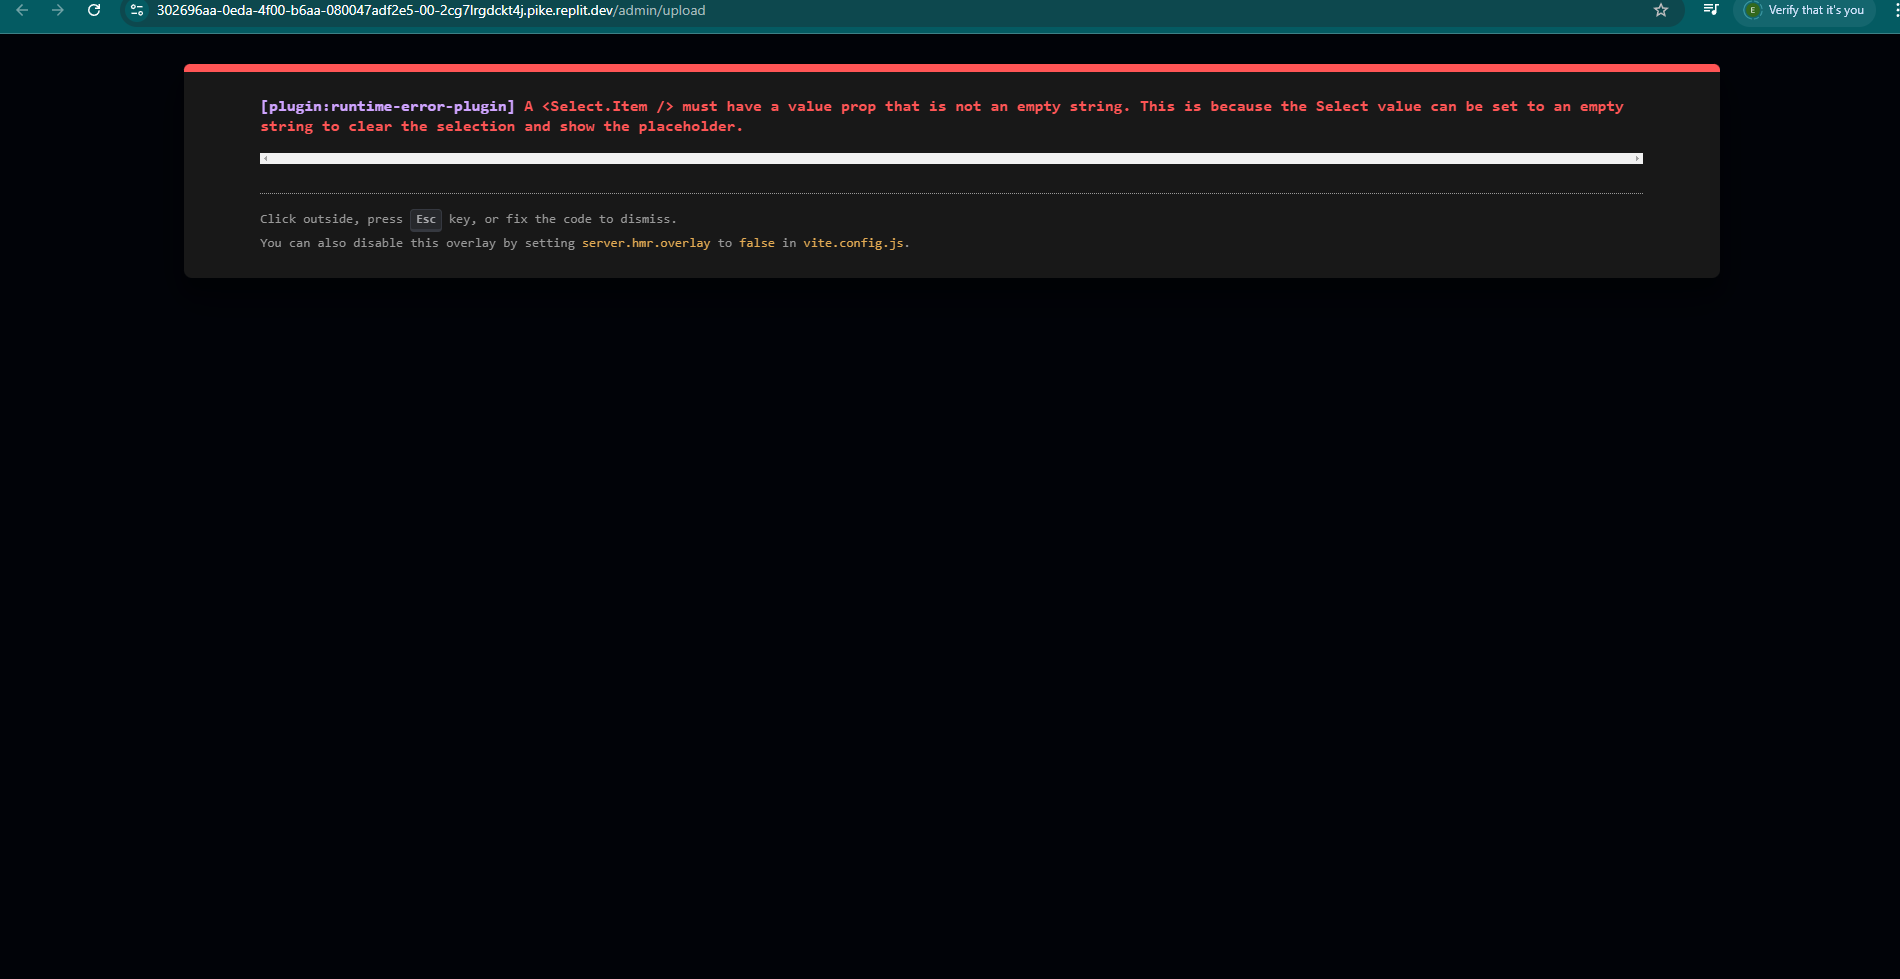 302696aa-0eda-4f00-b6aa-080047adf2e5-00-2cg7lrgdckt4j.pike.replit.dev/admin/upload
E Verify that it's you
[plugin:runtime-error-plugin] A <Select.Item /> must have a value prop that is not an empty string. This is because the Select value can be set to an empty
string to clear the selection and show the placeholder.
Click outside, press Esc key, or fix the code to dismiss.
You can also disable this overlay by setting server.hmr.overlay to false in vite.config.js.